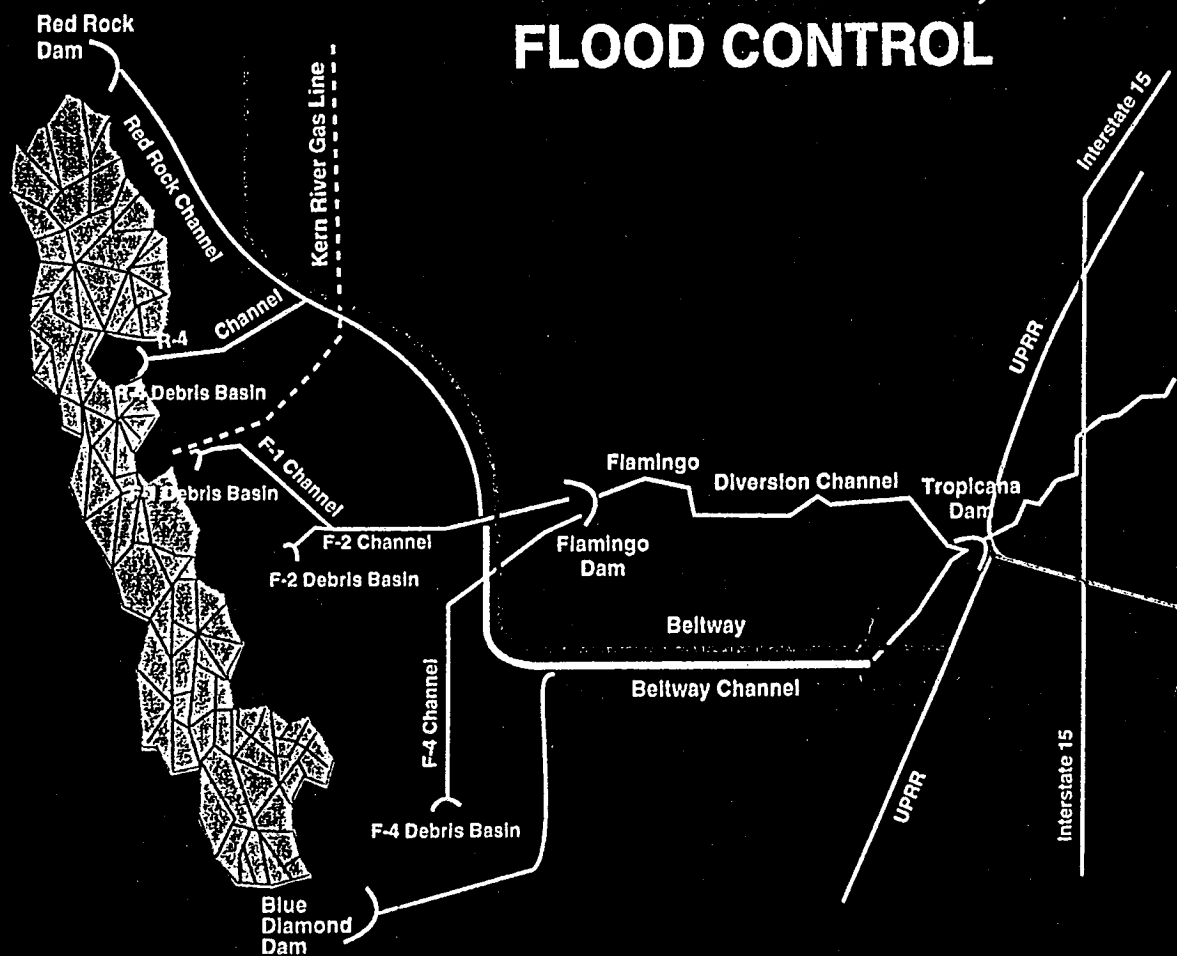 FLOOD CONTROL
Red Rock
Dam
Red Rock Channel
Kern River Gas Line
Interstate 15
UPRR
R-4
Channel
R-4 Debris Basin
F-1 Channel
F-1 Debris Basin
F-2 Channel
F-2 Debris Basin
Flamingo
Diversion Channel
Tropicana
Dam
Flamingo
Dam
Beltway
Beltway Channel
F-4 Channel
F-4 Debris Basin
UPRR
Interstate 15
Blue
Diamond
Dam